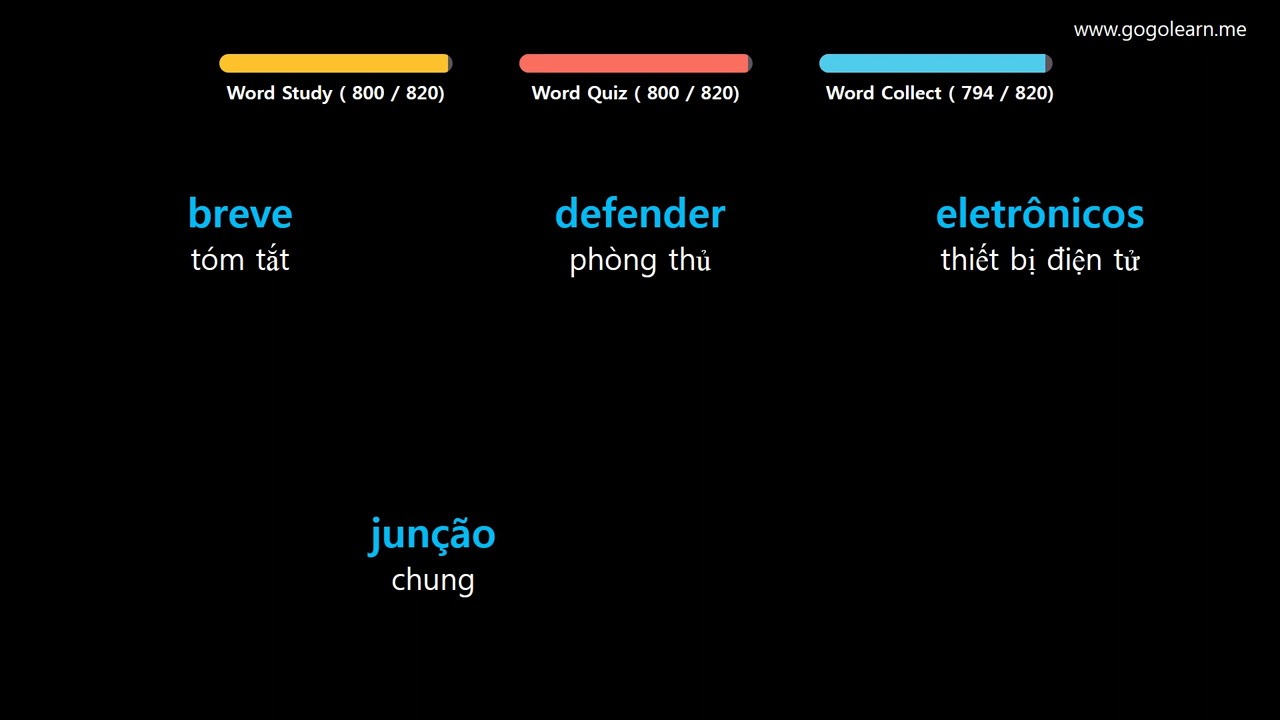 www.gogolearn.me
Word Study ( 800 / 820)
Word Quiz ( 800 / 820)
Word Collect ( 794 / 820)
breve
tóm tắt
defender
phòng thủ
eletrônicos
thiết bị điện tử
junção
chung